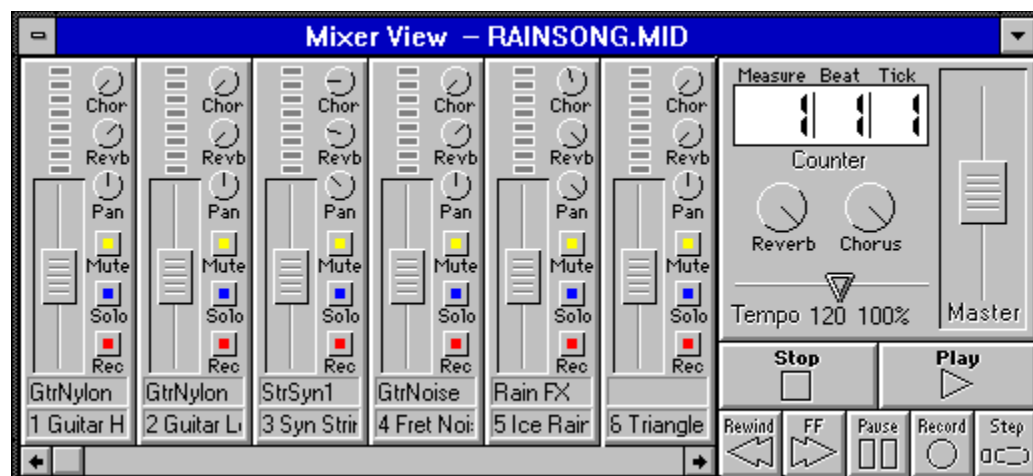 Mixer View – RAINSONG.MID
Chor Chor Chor Chor Chor Chor
Revb Revb Revb Revb Revb Revb
Pan Pan Pan Pan Pan Pan
Mute Mute Mute Mute Mute Mute
Solo Solo Solo Solo Solo Solo
Rec Rec Rec Rec Rec Rec
GtrNylon GtrNylon StrSyn1 GtrNoise Rain FX
1 Guitar H 2 Guitar L 3 Syn Strin 4 Fret Noi 5 Ice Rain 6 Triangle
Measure Beat Tick
1 1 1
Counter
Reverb Chorus
Tempo 120 100%
Master
Stop Play
Rewind FF Pause Record Step